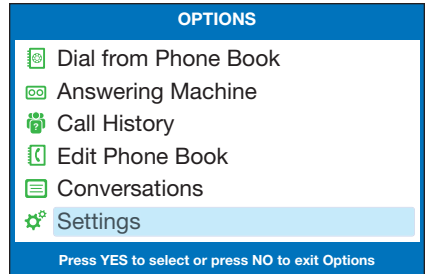 OPTIONS
Dial from Phone Book
Answering Machine
Call History
Edit Phone Book
Conversations
Settings
Press YES to select or press NO to exit Options